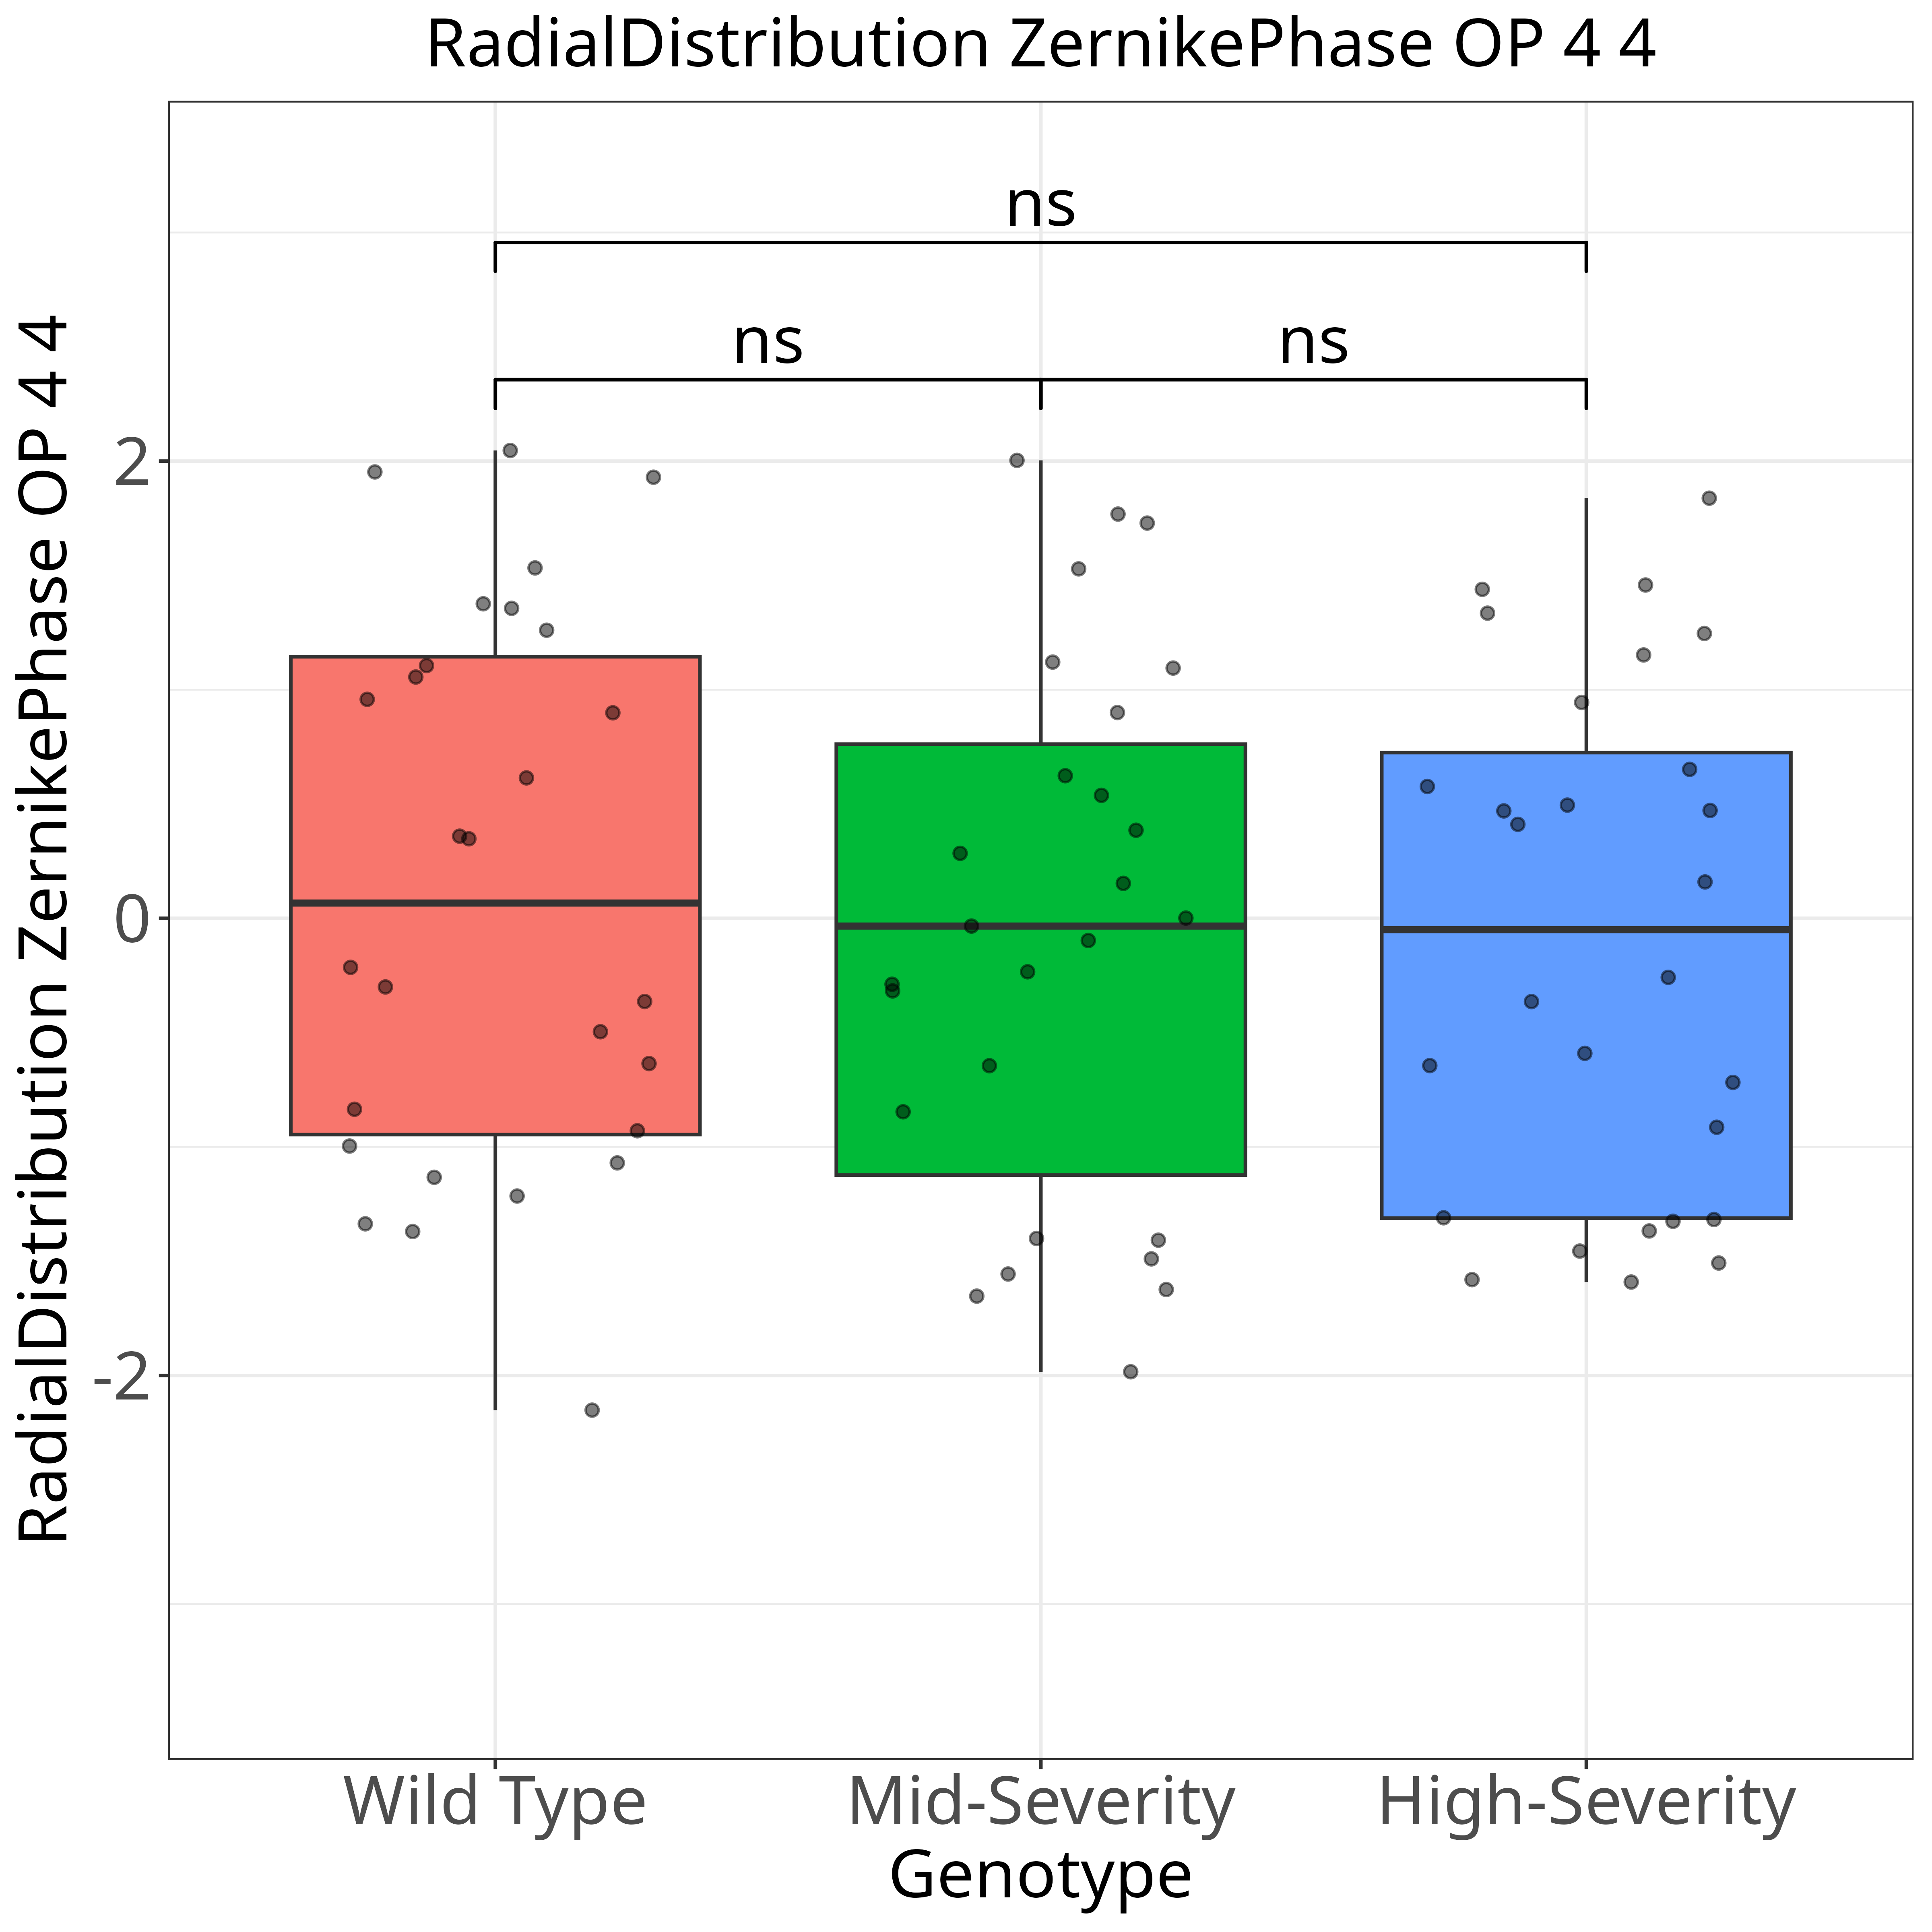 RadialDistribution ZernikePhase OP 4 4
ns
ns
ns
RadialDistribution ZernikePhase OP 4 4
2
0
-2
Wild Type
Mid-Severity
High-Severity
Genotype